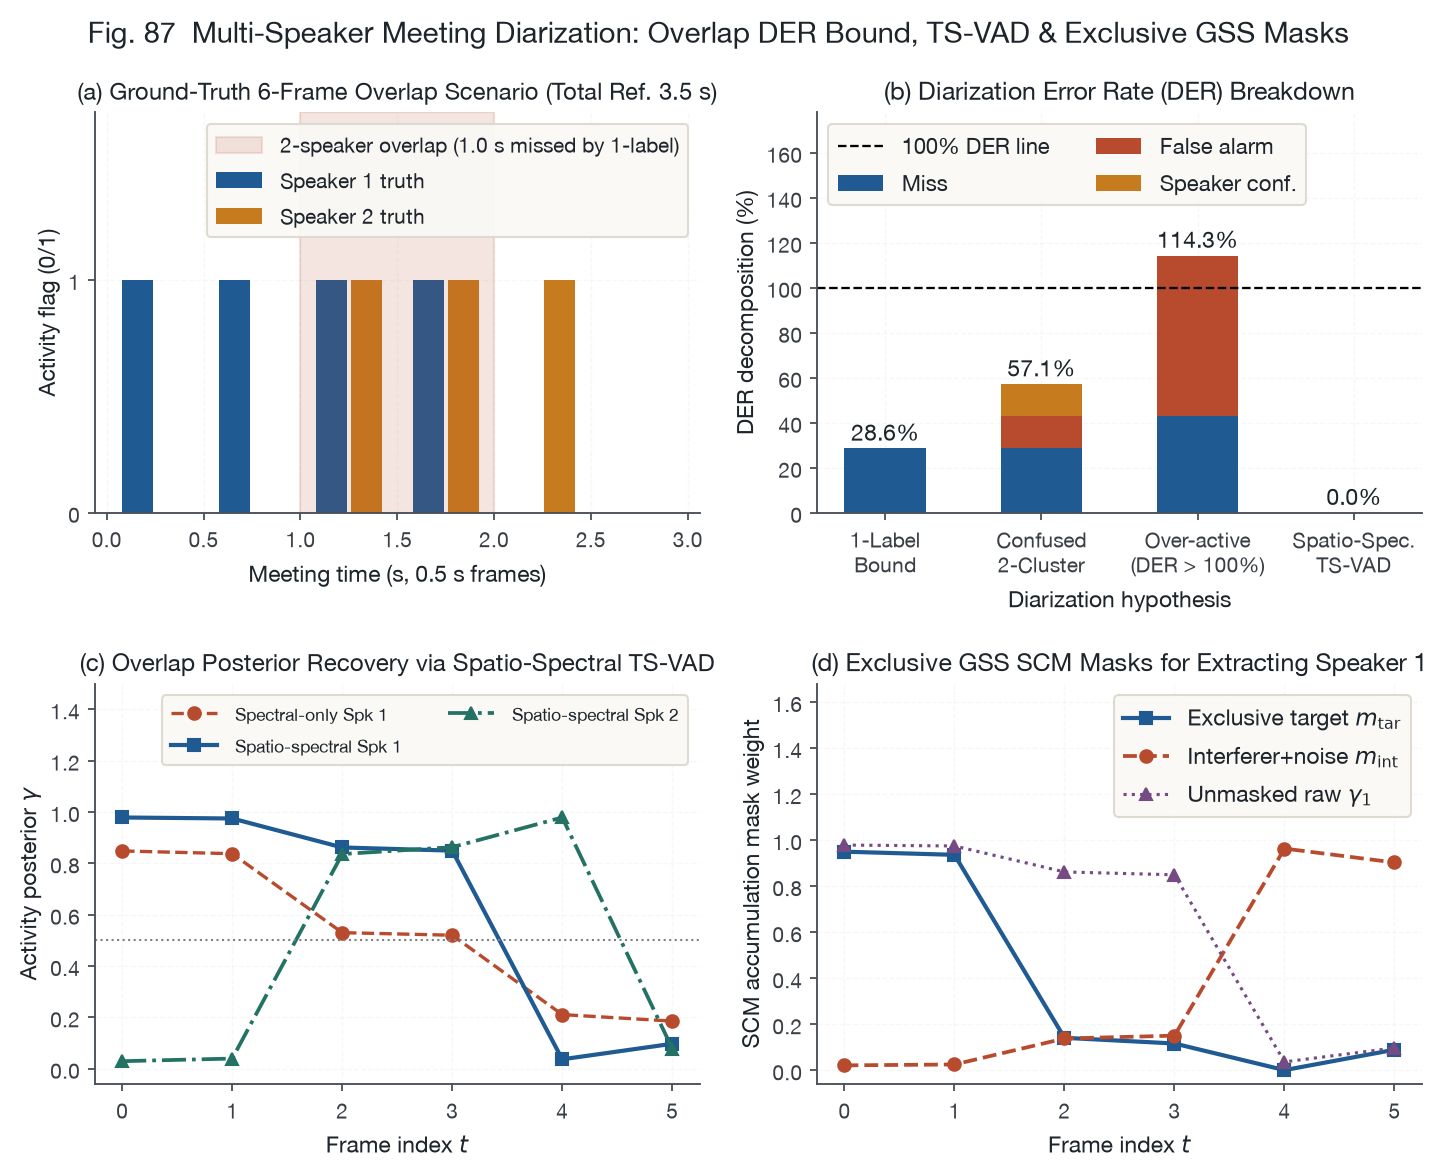 Fig. 87 Multi-Speaker Meeting Diarization: Overlap DER Bound, TS-VAD & Exclusive GSS Masks
(a) Ground-Truth 6-Frame Overlap Scenario (Total Ref. 3.5 s)
2-speaker overlap (1.0 s missed by 1-label)
Speaker 1 truth
Speaker 2 truth
Activity flag (0/1)
1
0
0.0 0.5 1.0 1.5 2.0 2.5 3.0
Meeting time (s, 0.5 s frames)
(b) Diarization Error Rate (DER) Breakdown
100% DER line
Miss
False alarm
Speaker conf.
DER decomposition (%)
160
140
120
100
80
60
40
20
0
28.6%
57.1%
114.3%
0.0%
1-Label
Bound
Confused
2-Cluster
Over-active
(DER > 100%)
Spatio-Spec.
TS-VAD
Diarization hypothesis
(c) Overlap Posterior Recovery via Spatio-Spectral TS-VAD
Spectral-only Spk 1
Spatio-spectral Spk 1
Spatio-spectral Spk 2
Activity posterior γ
1.4
1.2
1.0
0.8
0.6
0.4
0.2
0.0
0 1 2 3 4 5
Frame index t
(d) Exclusive GSS SCM Masks for Extracting Speaker 1
Exclusive target m_tar
Interferer+noise m_int
Unmasked raw γ_1
SCM accumulation mask weight
1.6
1.4
1.2
1.0
0.8
0.6
0.4
0.2
0.0
0 1 2 3 4 5
Frame index t